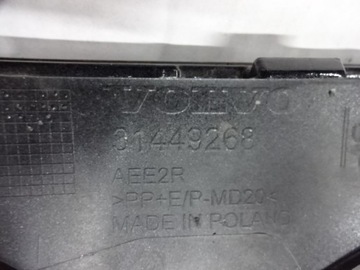 VOLVO
31449268
AEE2R
>PP+E/P-MD20<
MADE IN POLAND